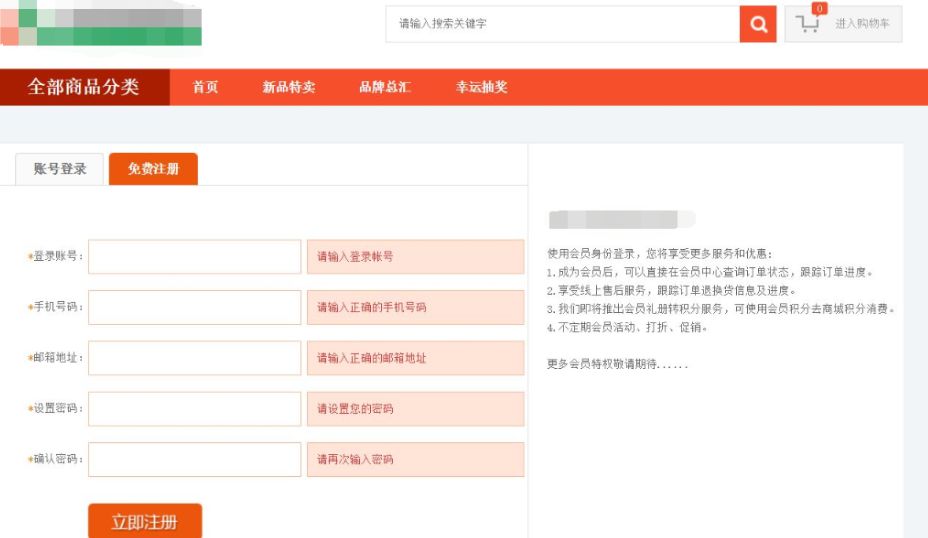 请输入搜索关键字
0
进入购物车
全部商品分类 首页 新品特卖 品牌总汇 幸运抽奖
账号登录 免费注册
*登录账号： 请输入登录帐号
*手机号码： 请输入正确的手机号码
*邮箱地址： 请输入正确的邮箱地址
*设置密码： 请设置您的密码
*确认密码： 请再次输入密码
立即注册
使用会员身份登录，您将享受更多服务和优惠：
1.成为会员后，可以直接在会员中心查询订单状态，跟踪订单进度。
2.享受线上售后服务，跟踪订单退换货信息及进度。
3.我们即将推出会员礼册转积分服务，可使用会员积分去商城积分消费。
4.不定期会员活动、打折、促销。
更多会员特权敬请期待......